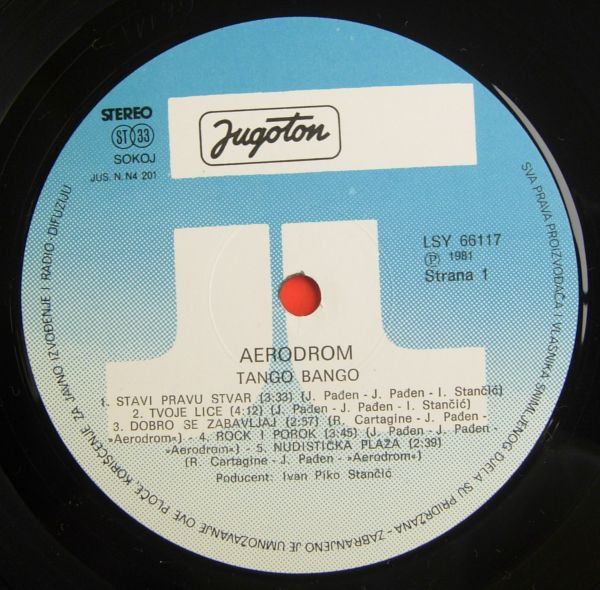 STEREO
ST 33
SOKOJ
JUS. N. N4 201
Jugoton
LSY 66117
Ⓟ 1981
Strana 1
AERODROM
TANGO BANGO
1. STAVI PRAVU STVAR (3:33) (J. Pađen - J. Pađen - I. Stančić)
2. TVOJE LICE (4:12) (J. Pađen - J. Pađen - I. Stančić)
3. DOBRO SE ZABAVLJAJ (2:57) (R. Cartagine - J. Pađen -
»Aerodrom«) - 4. ROCK I POROK (3:45) (J. Pađen - J. Pađen -
»Aerodrom«) - 5. NUDISTIČKA PLAŽA (2:39)
(R. Cartagine - J. Pađen - »Aerodrom«)
Producent: Ivan Piko Stančić
SVA PRAVA PROIZVOĐAČA I VLASNIKA SNIMLJENOG DJELA SU PRIDRŽANA - ZABRANJENO JE UMNOŽAVANJE OVE PLOČE, KORIŠĆENJE ZA JAVNO IZVOĐENJE I RADIO-DIFUZIJU